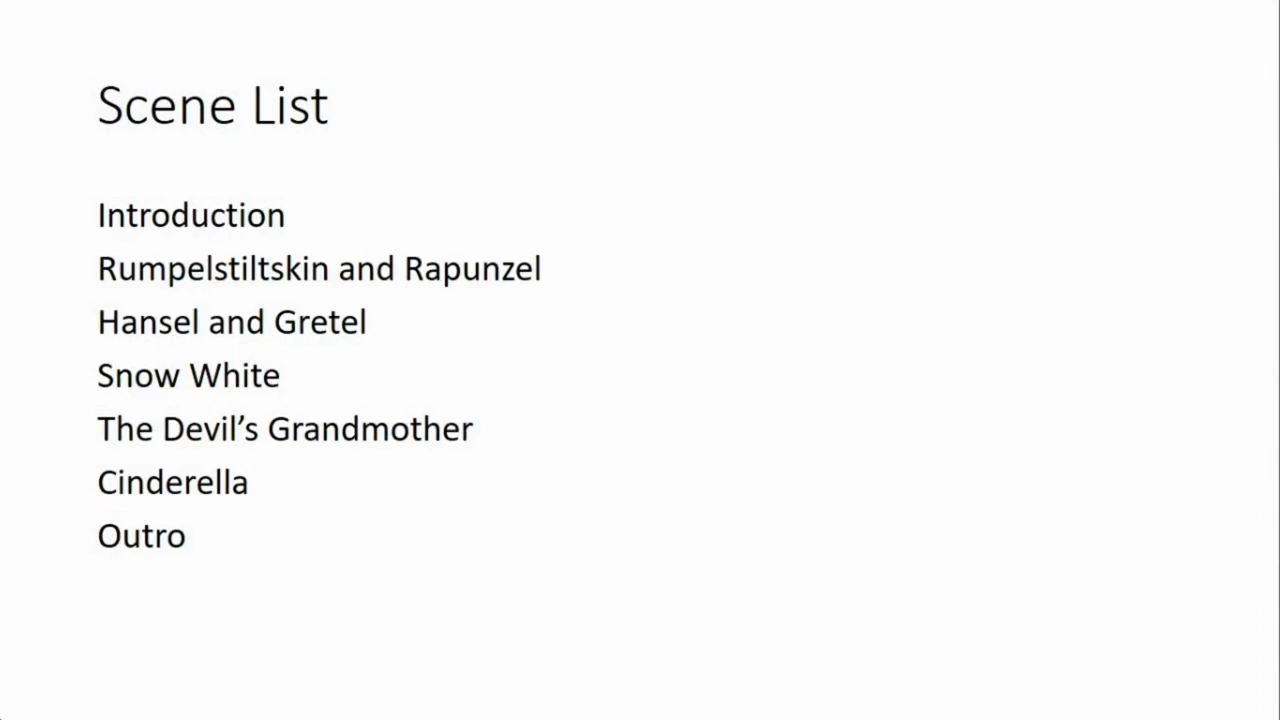 Scene List
Introduction
Rumpelstiltskin and Rapunzel
Hansel and Gretel
Snow White
The Devil’s Grandmother
Cinderella
Outro